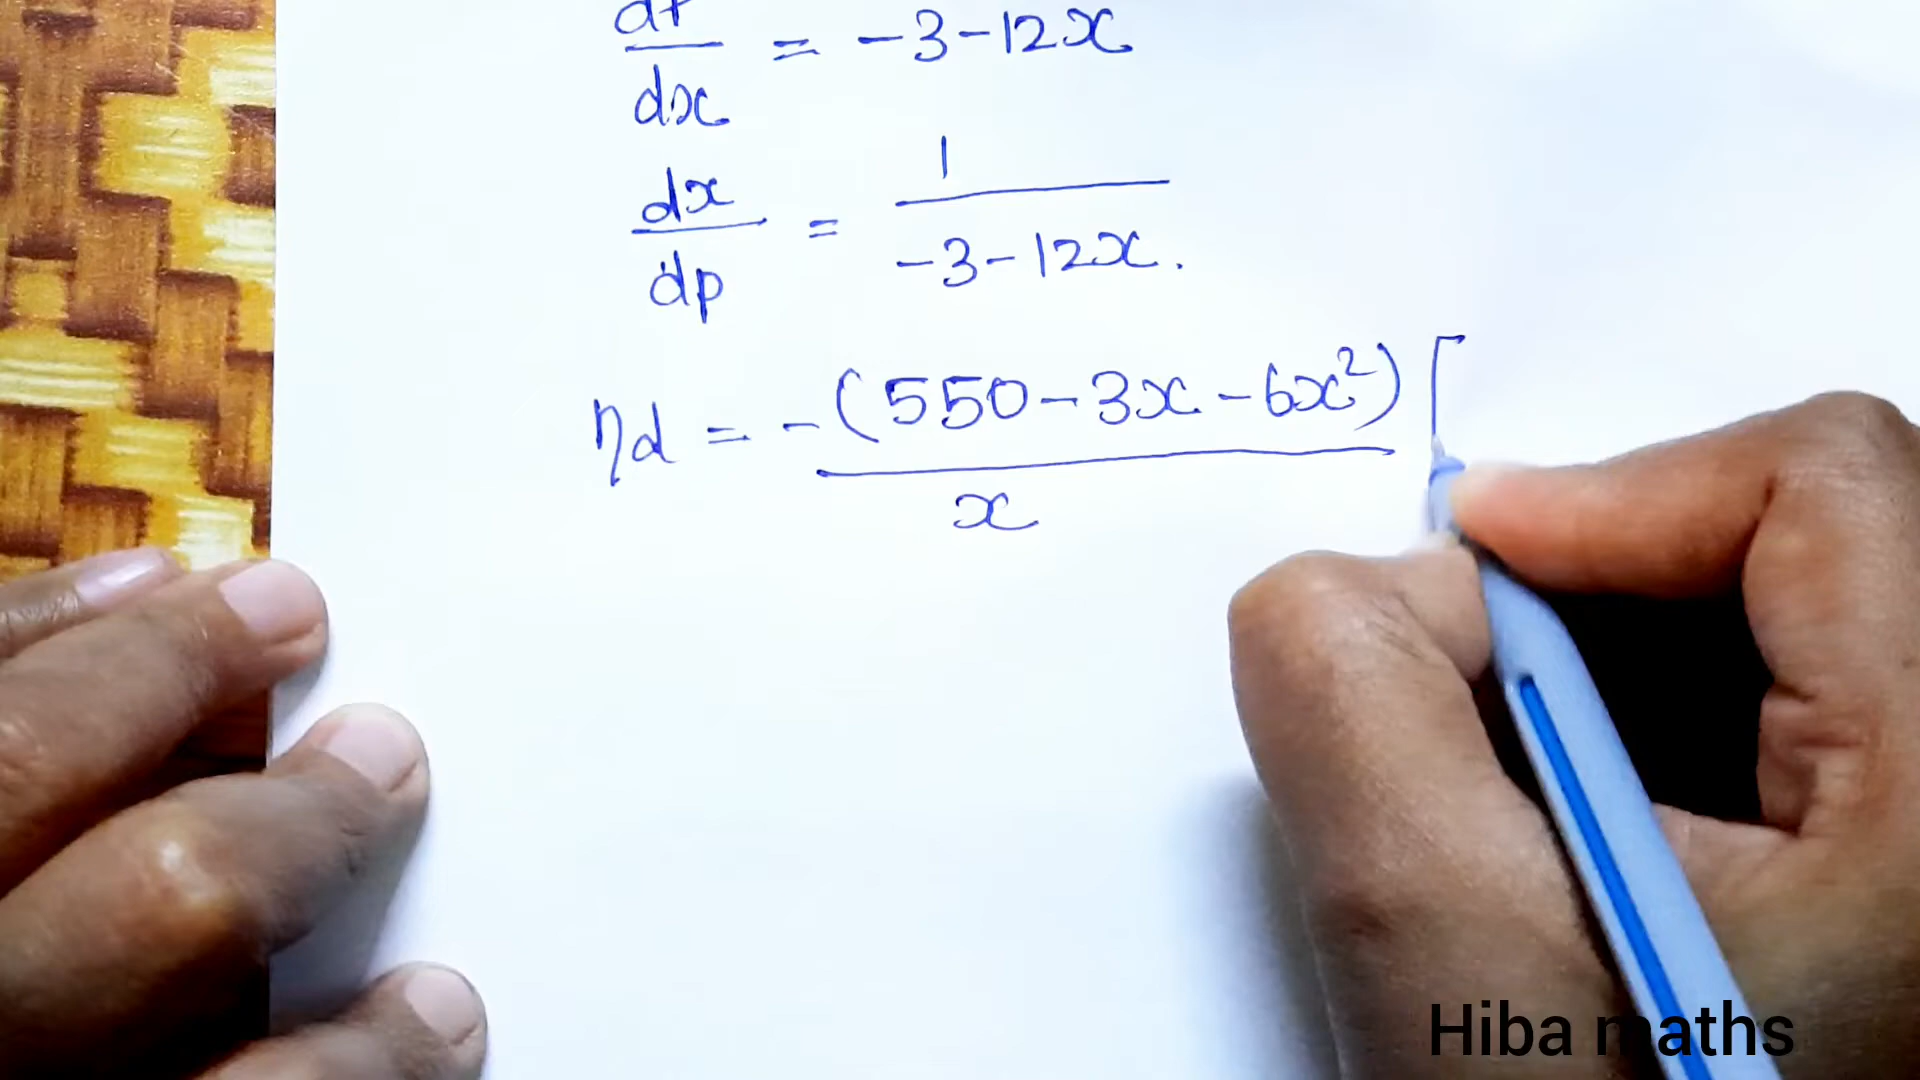 dp/dx = -3-12x
dx/dp = 1/(-3-12x).
ηd = -(550-3x-6x²)/x [
Hiba maths